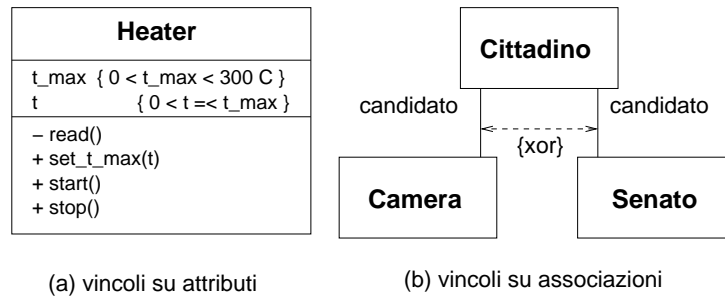 Heater
t_max { 0 < t_max < 300 C }
t { 0 < t =< t_max }
– read()
+ set_t_max(t)
+ start()
+ stop()
(a) vincoli su attributi
Cittadino
candidato candidato
{xor}
Camera Senato
(b) vincoli su associazioni